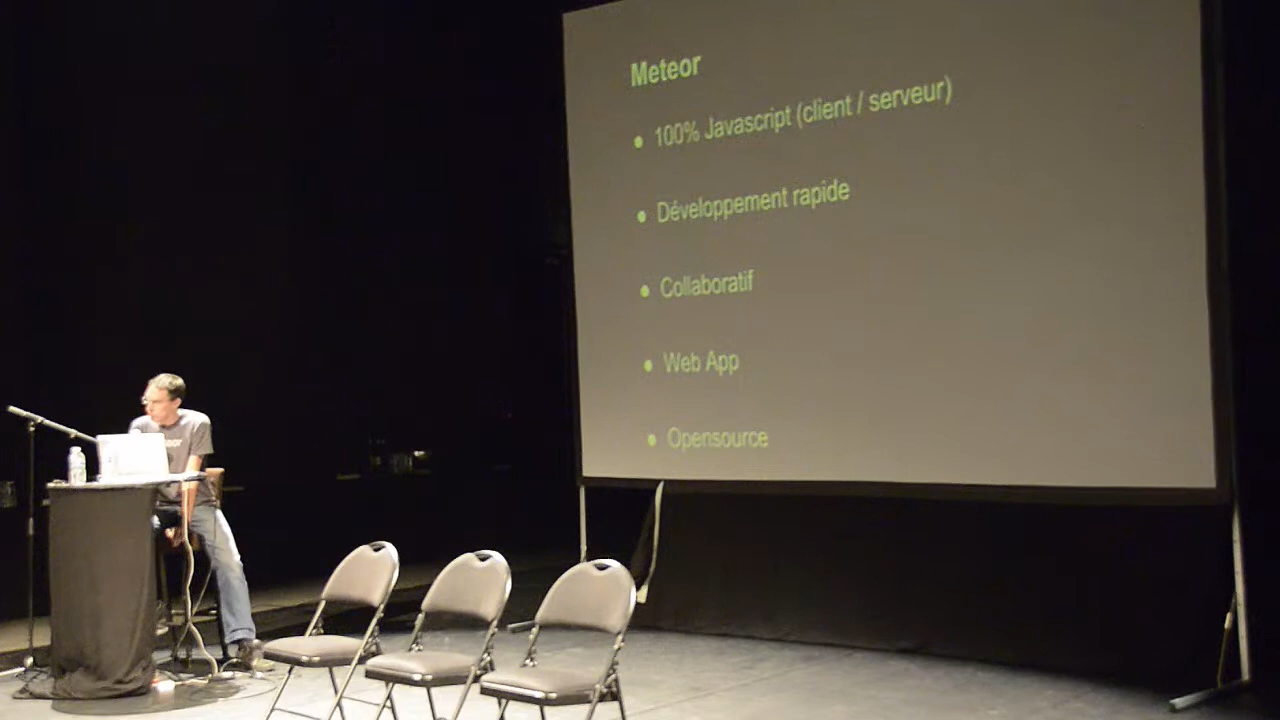 Meteor
● 100% Javascript (client / serveur)
● Développement rapide
● Collaboratif
● Web App
● Opensource